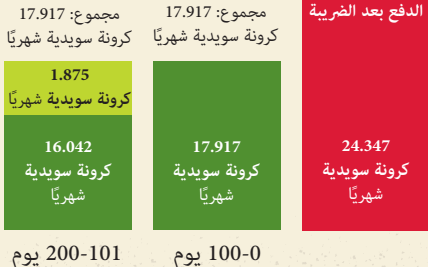 الدفع بعد الضريبة
24.347
كرونة سويدية
شهريًا
مجموع: 17.917
كرونة سويدية شهريًا
17.917
كرونة سويدية
شهريًا
0-100 يوم
مجموع: 17.917
كرونة سويدية شهريًا
1.875
كرونة سويدية شهريًا
16.042
كرونة سويدية
شهريًا
101-200 يوم